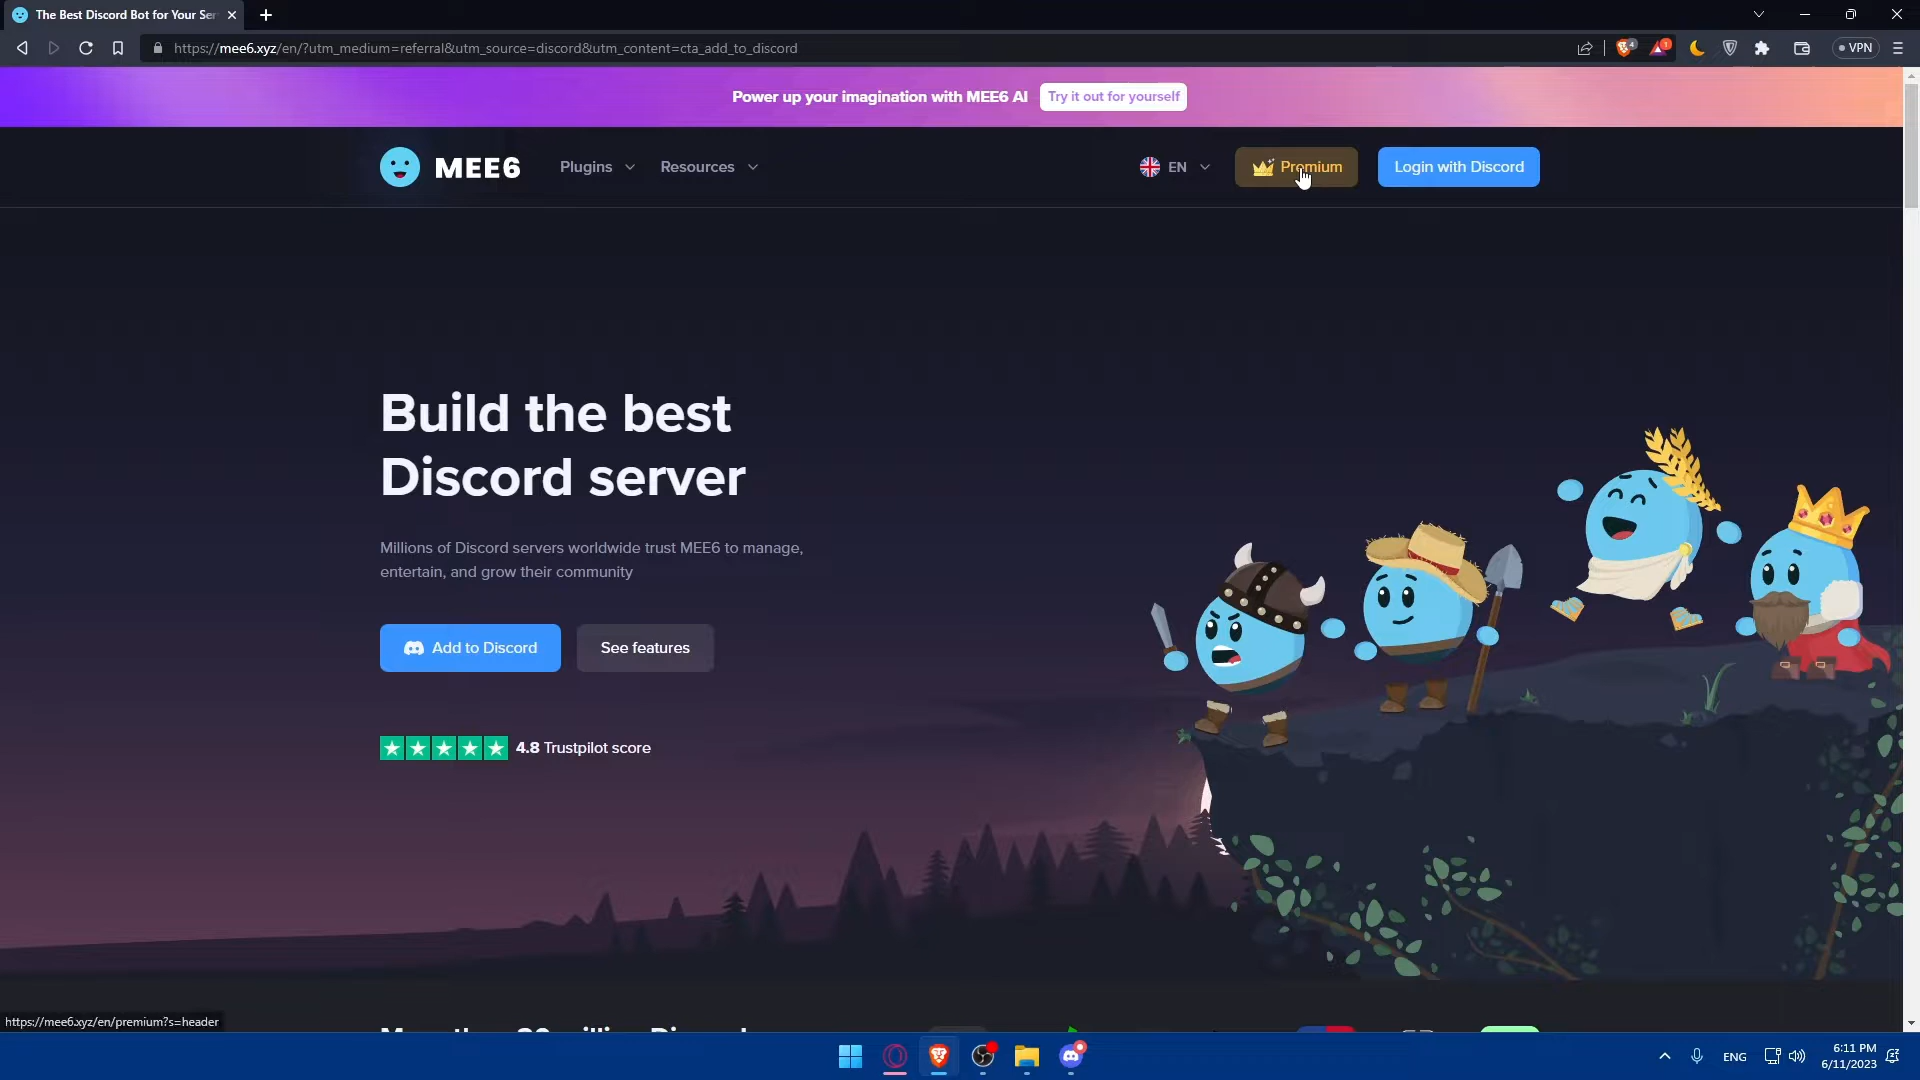 The Best Discord Bot for Your Ser
https://mee6.xyz/en/?utm_medium=referral&utm_source=discord&utm_content=cta_add_to_discord
4
1
VPN
Power up your imagination with MEE6 AI
Try it out for yourself
MEE6
Plugins
Resources
EN
Premium
Login with Discord
Build the best
Discord server
Millions of Discord servers worldwide trust MEE6 to manage,
entertain, and grow their community
Add to Discord
See features
4.8 Trustpilot score
https://mee6.xyz/en/premium?s=header
ENG
6:11 PM
6/11/2023